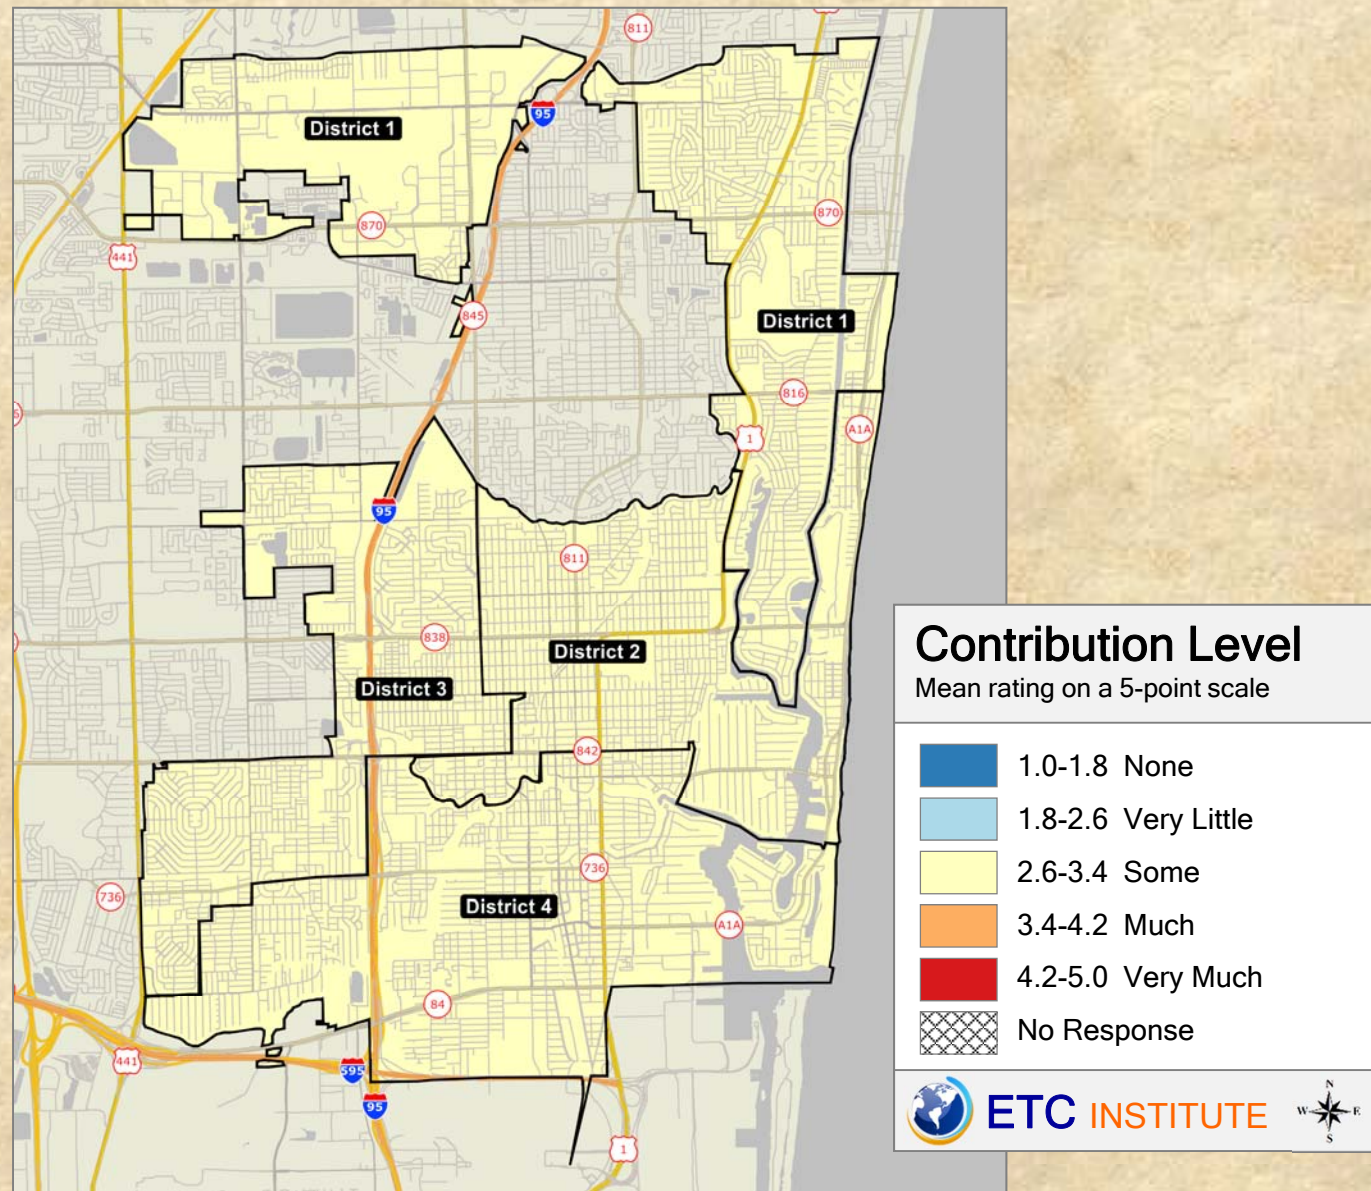 811
95
District 1
870
870
441
845
District 1
816
1
A1A
95
811
838
District 2
District 3
842
736
736
District 4
A1A
84
441
595
95
1
Contribution Level
Mean rating on a 5-point scale
1.0-1.8 None
1.8-2.6 Very Little
2.6-3.4 Some
3.4-4.2 Much
4.2-5.0 Very Much
No Response
ETC INSTITUTE
N
W E
S